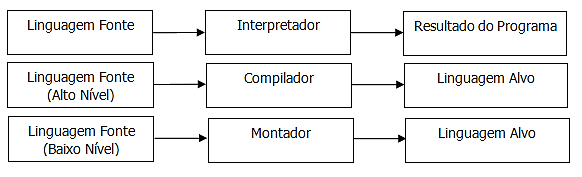 Linguagem Fonte
Interpretador
Resultado do Programa
Linguagem Fonte
(Alto Nível)
Compilador
Linguagem Alvo
Linguagem Fonte
(Baixo Nível)
Montador
Linguagem Alvo